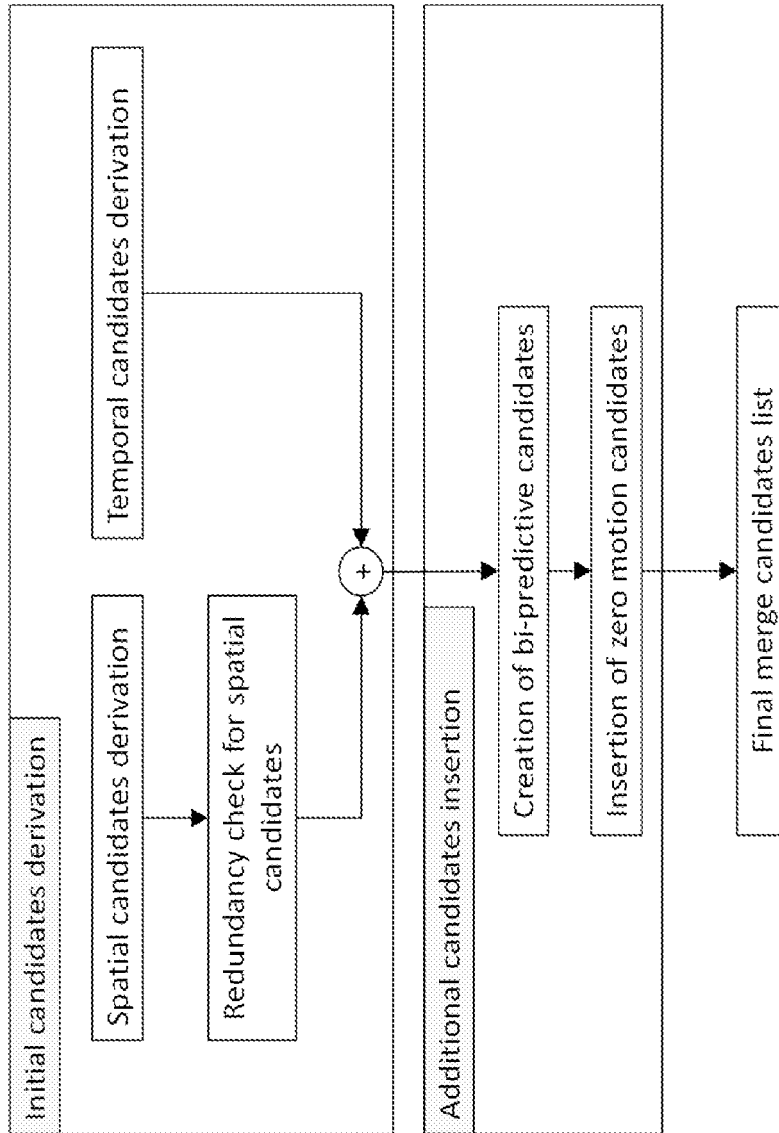 Initial candidates derivation
Spatial candidates derivation
Temporal candidates derivation
Redundancy check for spatial
candidates
+
Additional candidates insertion
Creation of bi-predictive candidates
Insertion of zero motion candidates
Final merge candidates list